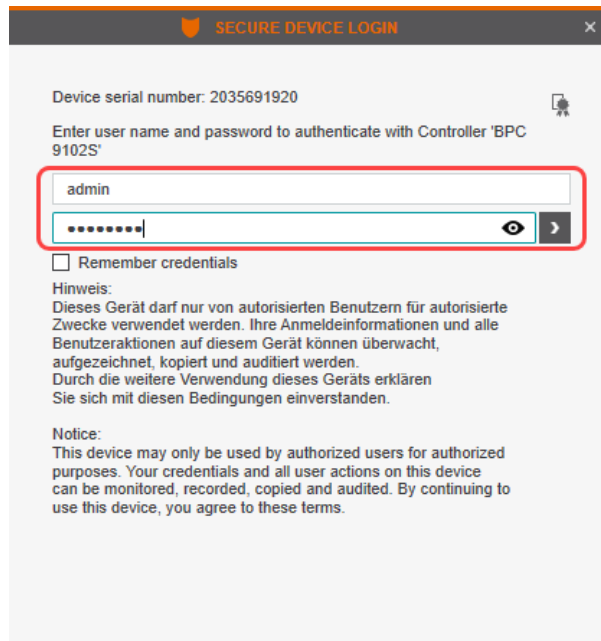 SECURE DEVICE LOGIN
Device serial number: 2035691920
Enter user name and password to authenticate with Controller 'BPC
9102S'
admin
••••••••
Remember credentials
Hinweis:
Dieses Gerät darf nur von autorisierten Benutzern für autorisierte
Zwecke verwendet werden. Ihre Anmeldeinformationen und alle
Benutzeraktionen auf diesem Gerät können überwacht,
aufgezeichnet, kopiert und auditiert werden.
Durch die weitere Verwendung dieses Geräts erklären
Sie sich mit diesen Bedingungen einverstanden.
Notice:
This device may only be used by authorized users for authorized
purposes. Your credentials and all user actions on this device
can be monitored, recorded, copied and audited. By continuing to
use this device, you agree to these terms.